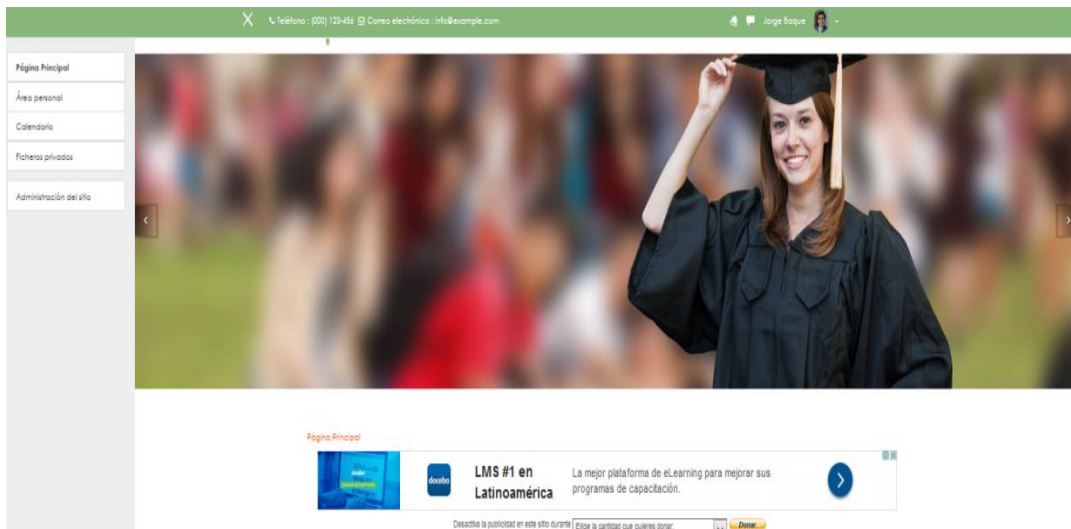 Teléfono : (000) 123-456 Correo electrónico : info@example.com
Jorge Baque
Página Principal
Área personal
Calendario
Ficheros privados
Administración del sitio
Página Principal
docebo
LMS #1 en
Latinoamérica
La mejor plataforma de eLearning para mejorar sus
programas de capacitación.
Desactiva la publicidad en este sitio durante
Elige la cantidad que quieres donar.
Donar